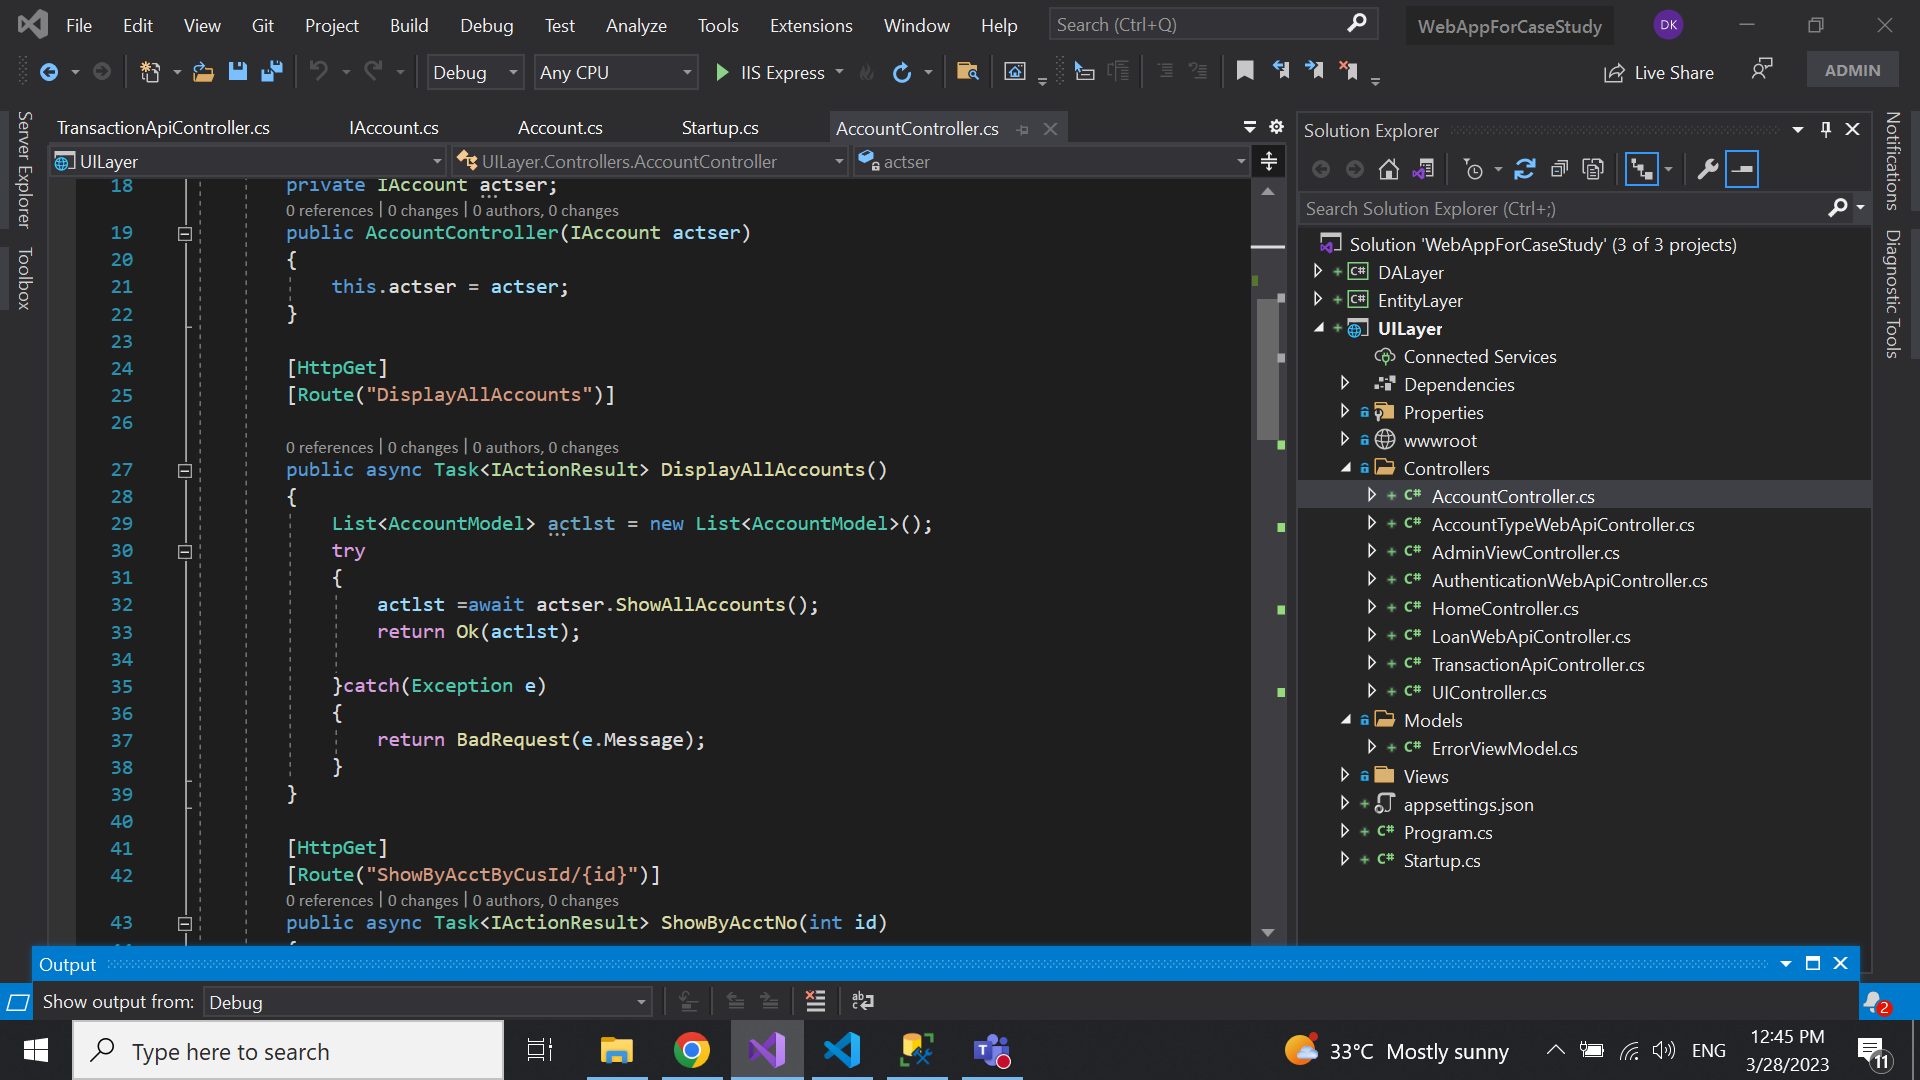 File Edit View Git Project Build Debug Test Analyze Tools Extensions Window Help Search (Ctrl+Q) WebAppForCaseStudy DK
Debug Any CPU IIS Express Live Share ADMIN
Server Explorer
Toolbox
TransactionApiController.cs IAccount.cs Account.cs Startup.cs AccountController.cs
UILayer UILayer.Controllers.AccountController actser
18 private IAccount actser;
0 references | 0 changes | 0 authors, 0 changes
19 public AccountController(IAccount actser)
20 {
21 this.actser = actser;
22 }
23
24 [HttpGet]
25 [Route("DisplayAllAccounts")]
26
0 references | 0 changes | 0 authors, 0 changes
27 public async Task<IActionResult> DisplayAllAccounts()
28 {
29 List<AccountModel> actlst = new List<AccountModel>();
30 try
31 {
32 actlst =await actser.ShowAllAccounts();
33 return Ok(actlst);
34
35 }catch(Exception e)
36 {
37 return BadRequest(e.Message);
38 }
39 }
40
41 [HttpGet]
42 [Route("ShowByAcctByCusId/{id}")]
0 references | 0 changes | 0 authors, 0 changes
43 public async Task<IActionResult> ShowByAcctNo(int id)
Solution Explorer
Search Solution Explorer (Ctrl+;)
Solution 'WebAppForCaseStudy' (3 of 3 projects)
C# DALayer
C# EntityLayer
UILayer
Connected Services
Dependencies
Properties
wwwroot
Controllers
C# AccountController.cs
C# AccountTypeWebApiController.cs
C# AdminViewController.cs
C# AuthenticationWebApiController.cs
C# HomeController.cs
C# LoanWebApiController.cs
C# TransactionApiController.cs
C# UIController.cs
Models
C# ErrorViewModel.cs
Views
appsettings.json
C# Program.cs
C# Startup.cs
Notifications
Diagnostic Tools
Output
Show output from: Debug
2
Type here to search
33°C Mostly sunny
ENG
12:45 PM
3/28/2023
11